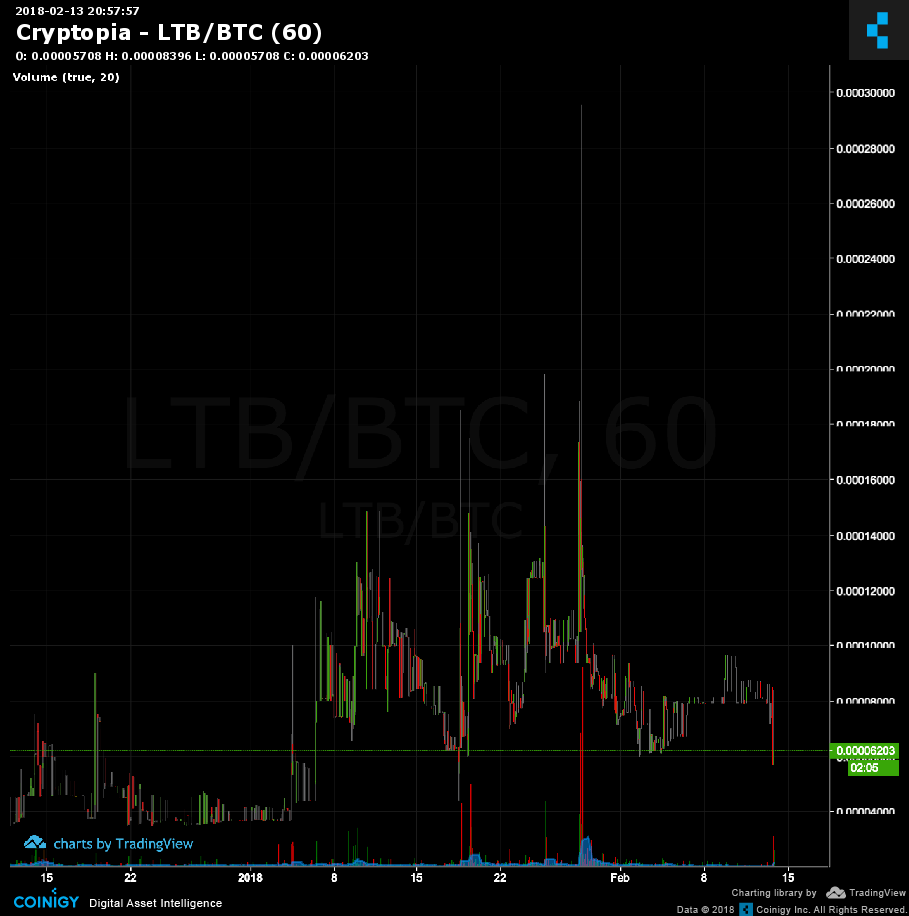 2018-02-13 20:57:57
Cryptopia - LTB/BTC (60)
O: 0.00005708 H: 0.00008396 L: 0.00005708 C: 0.00006203
Volume (true, 20)
0.00030000
0.00028000
0.00026000
0.00024000
0.00022000
0.00020000
0.00018000
LTB/BTC, 60
0.00016000
LTB/BTC
0.00014000
0.00012000
0.00010000
0.00008000
0.00006203
02:05
0.00004000
charts by TradingView
15 22 2018 8 15 22 Feb 8 15
COINIGY Digital Asset Intelligence
Charting library by TradingView
Data © 2018 Coinigy Inc. All Rights Reserved.